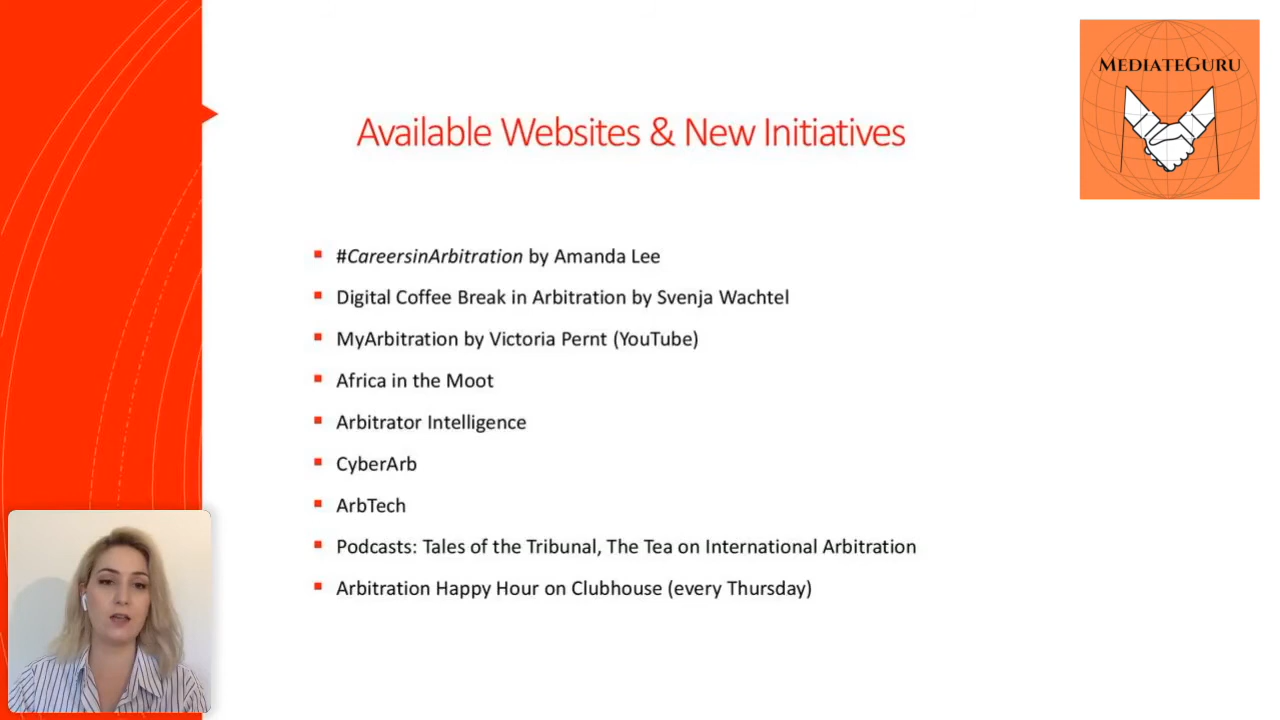 MEDIATEGURU
Available Websites & New Initiatives
#CareersinArbitration by Amanda Lee
Digital Coffee Break in Arbitration by Svenja Wachtel
MyArbitration by Victoria Pernt (YouTube)
Africa in the Moot
Arbitrator Intelligence
CyberArb
ArbTech
Podcasts: Tales of the Tribunal, The Tea on International Arbitration
Arbitration Happy Hour on Clubhouse (every Thursday)